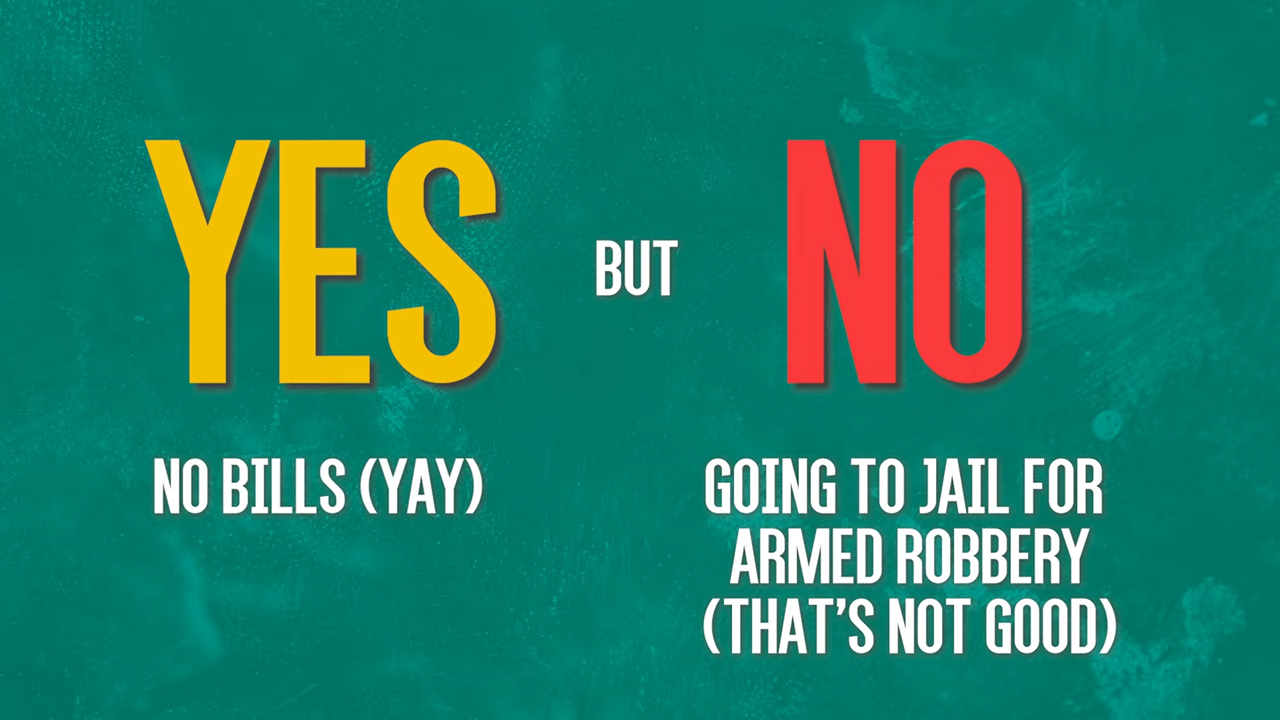 YES
BUT
NO
NO BILLS (YAY)
GOING TO JAIL FOR
ARMED ROBBERY
(THAT'S NOT GOOD)